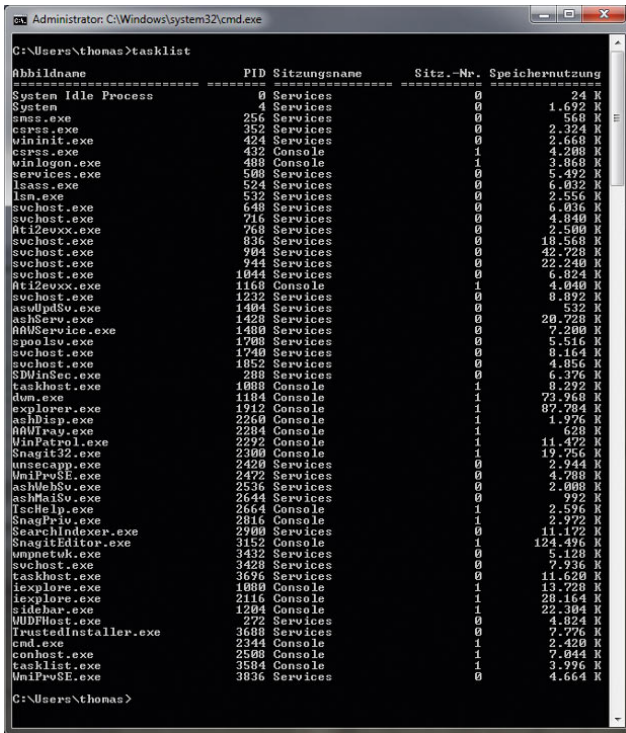 Administrator: C:\Windows\system32\cmd.exe
C:\Users\thomas>tasklist
Abbildname PID Sitzungsname Sitz.-Nr. Speichernutzung
========================= ======== ================ =========== ===============
System Idle Process 0 Services 0 24 K
System 4 Services 0 1.692 K
smss.exe 256 Services 0 568 K
csrss.exe 352 Services 0 2.324 K
wininit.exe 424 Services 0 2.668 K
csrss.exe 432 Console 1 4.208 K
winlogon.exe 488 Console 1 3.868 K
services.exe 508 Services 0 5.492 K
lsass.exe 524 Services 0 6.032 K
lsm.exe 532 Services 0 2.556 K
svchost.exe 648 Services 0 6.036 K
svchost.exe 716 Services 0 4.840 K
Ati2evxx.exe 768 Services 0 2.500 K
svchost.exe 836 Services 0 18.568 K
svchost.exe 904 Services 0 42.728 K
svchost.exe 944 Services 0 22.240 K
svchost.exe 1044 Services 0 6.824 K
Ati2evxx.exe 1168 Console 1 4.040 K
svchost.exe 1232 Services 0 8.892 K
aswUpdSv.exe 1404 Services 0 532 K
ashServ.exe 1428 Services 0 20.728 K
AAWService.exe 1480 Services 0 7.200 K
spoolsv.exe 1708 Services 0 5.516 K
svchost.exe 1740 Services 0 8.164 K
svchost.exe 1852 Services 0 4.856 K
SDWinSec.exe 288 Services 0 6.376 K
taskhost.exe 1088 Console 1 8.292 K
dwm.exe 1184 Console 1 73.968 K
explorer.exe 1912 Console 1 87.784 K
ashDisp.exe 2260 Console 1 1.976 K
AAWTray.exe 2284 Console 1 628 K
WinPatrol.exe 2292 Console 1 11.472 K
Snagit32.exe 2300 Console 1 19.756 K
unsecapp.exe 2420 Services 0 2.944 K
WmiPrvSE.exe 2472 Services 0 4.788 K
ashWebSv.exe 2536 Services 0 2.008 K
ashMaiSv.exe 2644 Services 0 992 K
TscHelp.exe 2664 Console 1 2.596 K
SnagPriv.exe 2816 Console 1 2.972 K
SearchIndexer.exe 2900 Services 0 11.172 K
SnagitEditor.exe 3152 Console 1 124.496 K
wmpnetwk.exe 3432 Services 0 5.128 K
svchost.exe 3428 Services 0 7.936 K
taskhost.exe 3696 Services 0 11.620 K
iexplore.exe 1080 Console 1 13.728 K
iexplore.exe 2116 Console 1 28.164 K
sidebar.exe 1204 Console 1 22.304 K
WUDFHost.exe 272 Services 0 4.824 K
TrustedInstaller.exe 3688 Services 0 7.776 K
cmd.exe 2344 Console 1 2.420 K
conhost.exe 2508 Console 1 7.044 K
tasklist.exe 3584 Console 1 3.996 K
WmiPrvSE.exe 3836 Services 0 4.664 K
C:\Users\thomas>